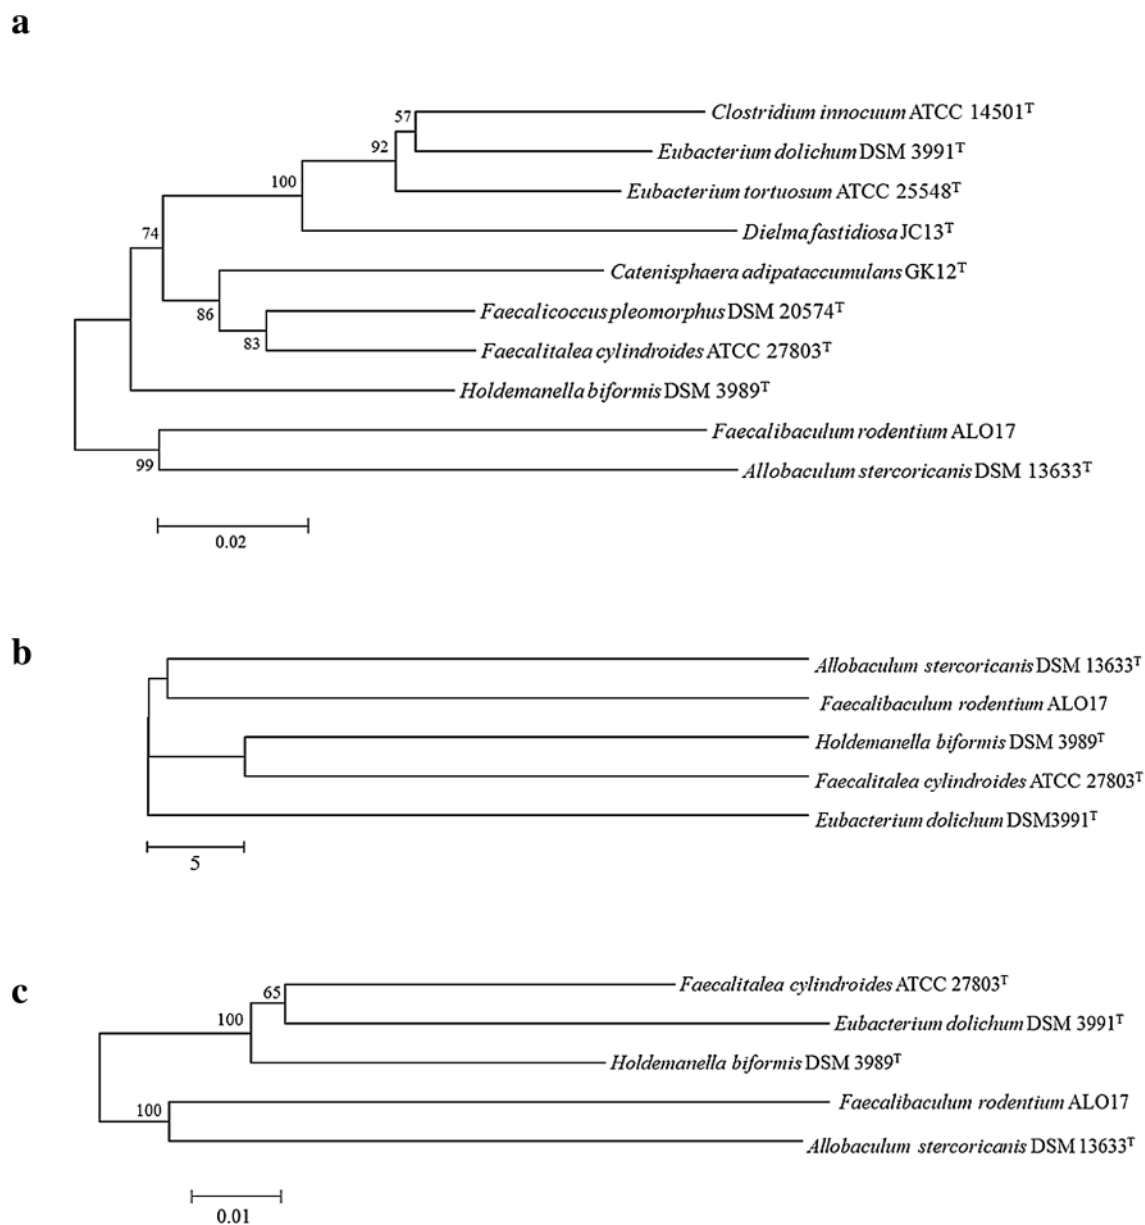 a
57
Clostridium innocuum ATCC 14501ᵀ
Eubacterium dolichum DSM 3991ᵀ
92
Eubacterium tortuosum ATCC 25548ᵀ
100
Dielma fastidiosa JC13ᵀ
74
Catenisphaera adipataccumulans GK12ᵀ
86
Faecalicoccus pleomorphus DSM 20574ᵀ
83
Faecalitalea cylindroides ATCC 27803ᵀ
Holdemanella biformis DSM 3989ᵀ
Faecalibaculum rodentium ALO17
99
Allobaculum stercoricanis DSM 13633ᵀ
0.02
b
Allobaculum stercoricanis DSM 13633ᵀ
Faecalibaculum rodentium ALO17
Holdemanella biformis DSM 3989ᵀ
Faecalitalea cylindroides ATCC 27803ᵀ
Eubacterium dolichum DSM3991ᵀ
5
c
65
Faecalitalea cylindroides ATCC 27803ᵀ
100
Eubacterium dolichum DSM 3991ᵀ
Holdemanella biformis DSM 3989ᵀ
100
Faecalibaculum rodentium ALO17
Allobaculum stercoricanis DSM 13633ᵀ
0.01